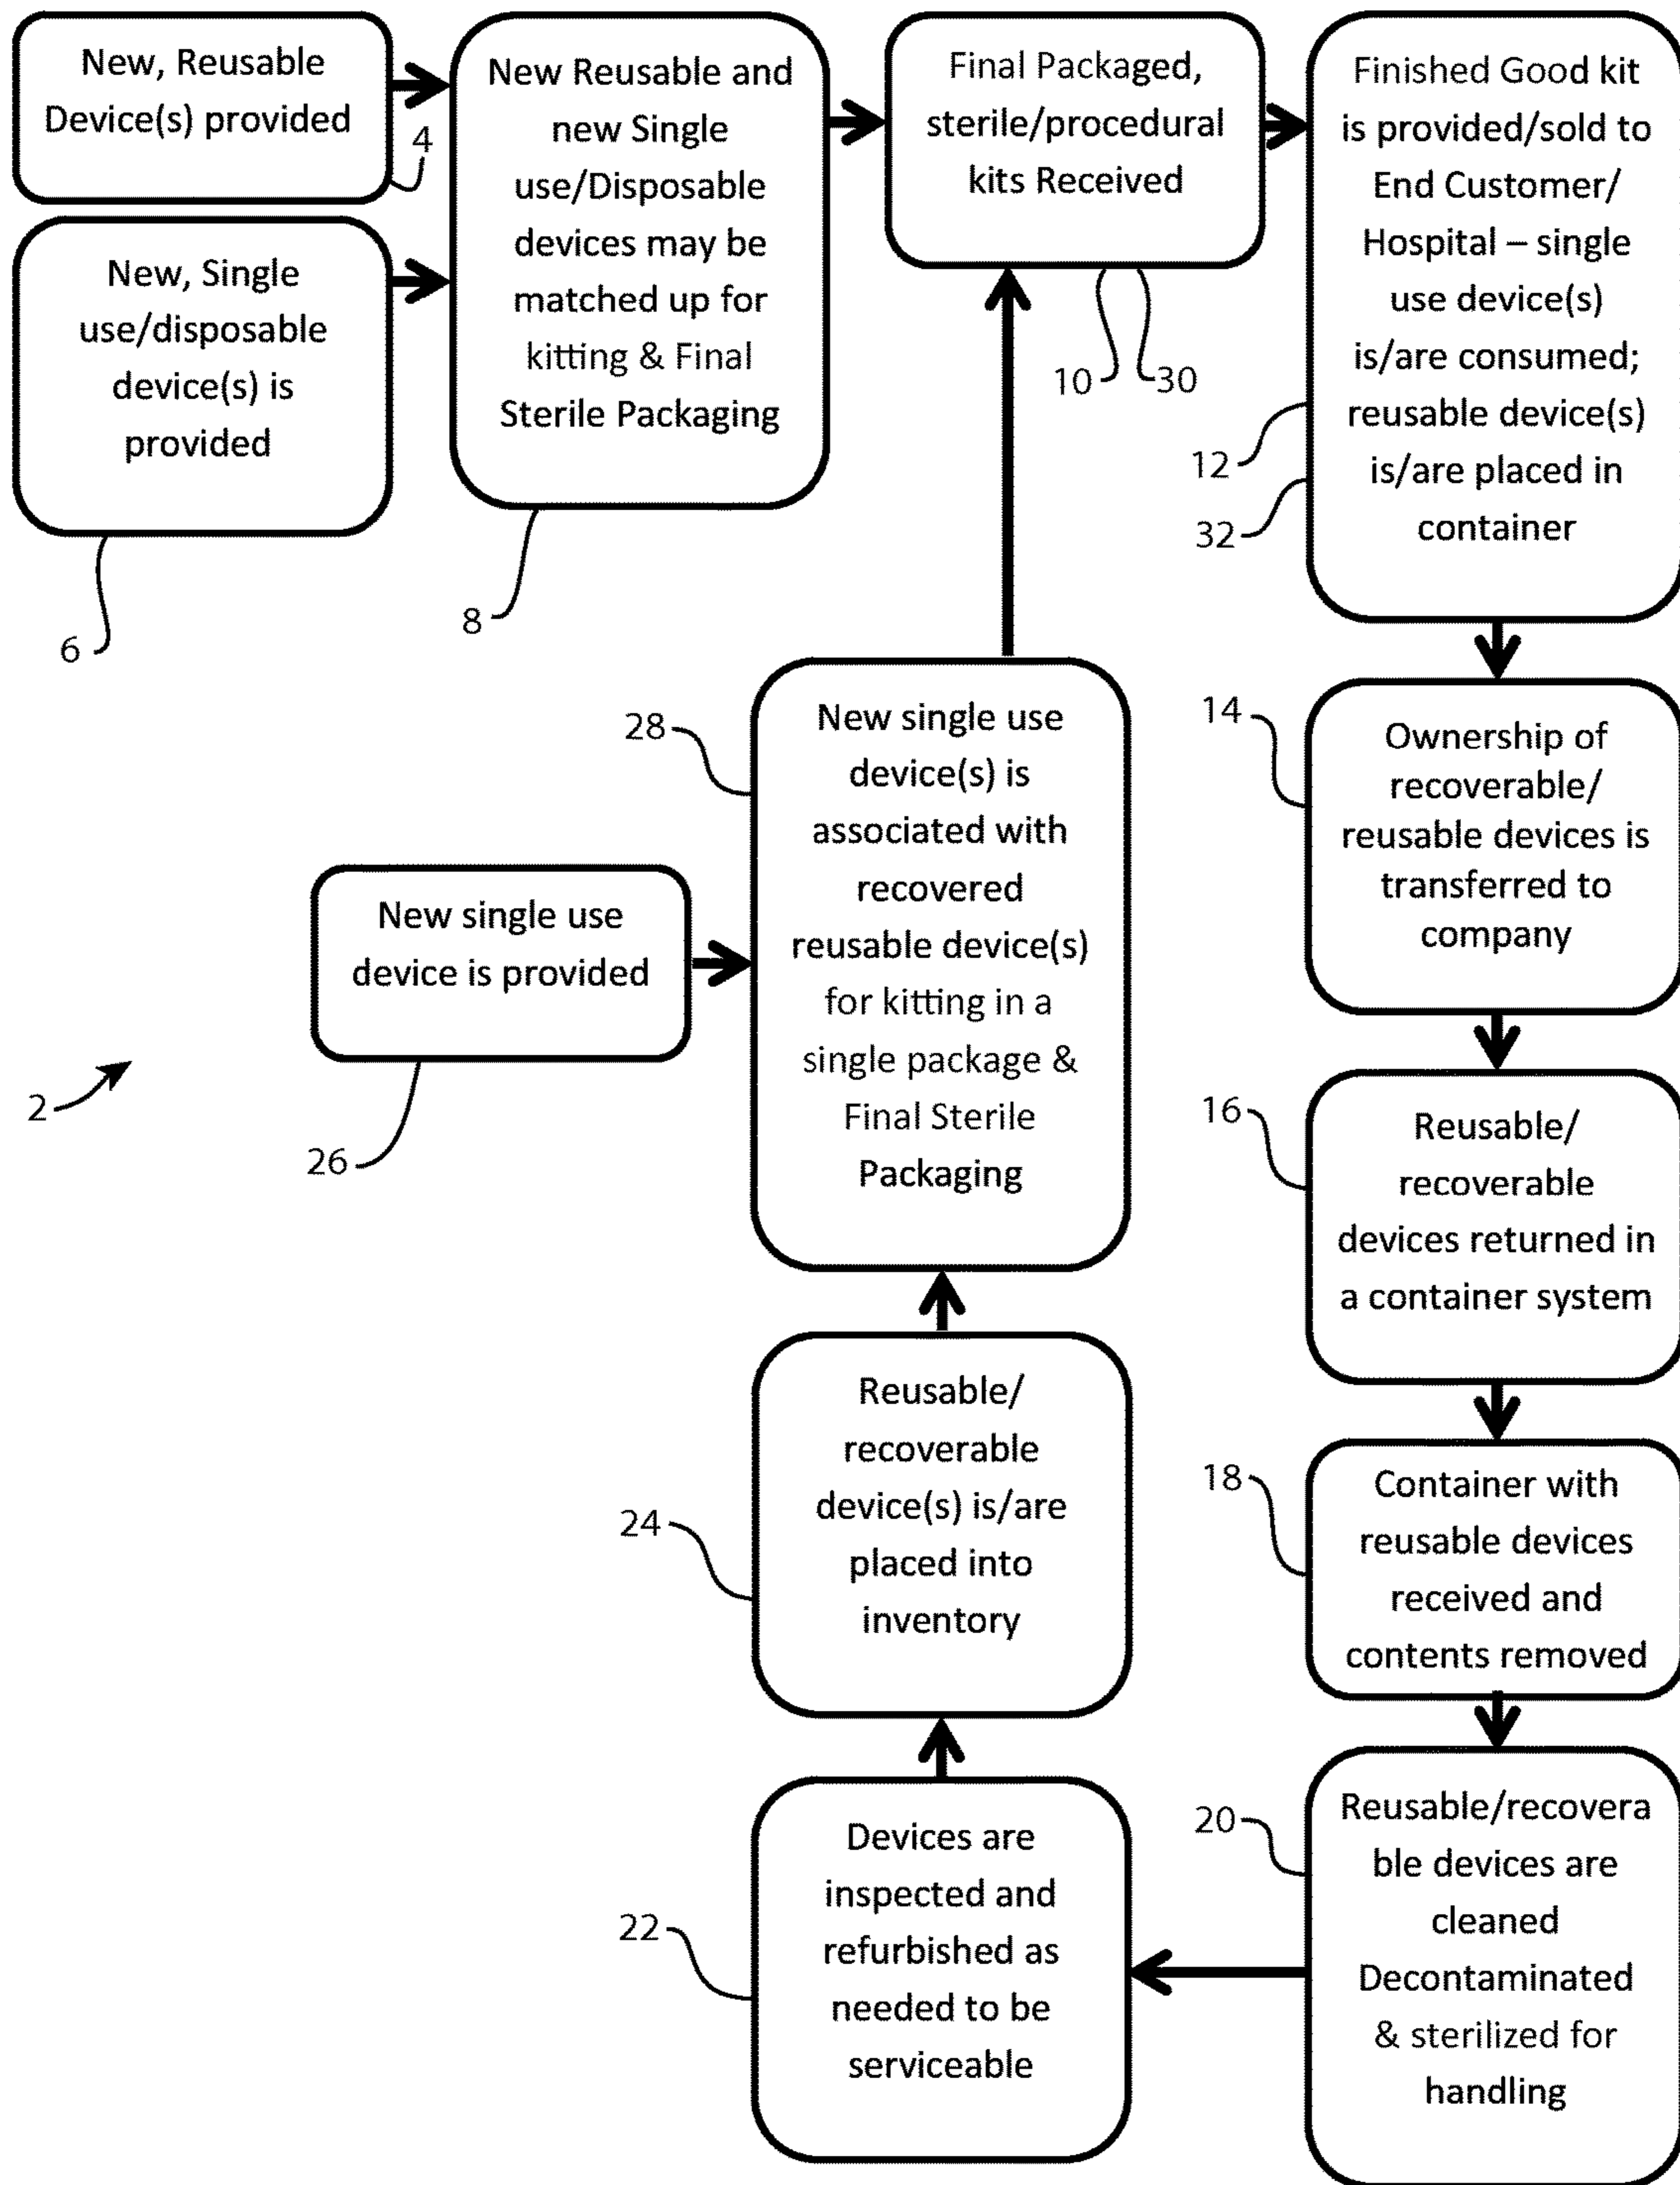 New, Reusable
Device(s) provided
4
New, Single
use/disposable
device(s) is
provided
6
New Reusable and
new Single
use/Disposable
devices may be
matched up for
kitting & Final
Sterile Packaging
8
Final Packaged,
sterile/procedural
kits Received
10
30
Finished Good kit
is provided/sold to
End Customer/
Hospital – single
use device(s)
is/are consumed;
reusable device(s)
is/are placed in
container
12
32
14
Ownership of
recoverable/
reusable devices is
transferred to
company
16
Reusable/
recoverable
devices returned in
a container system
18
Container with
reusable devices
received and
contents removed
20
Reusable/recovera
ble devices are
cleaned
Decontaminated
& sterilized for
handling
22
Devices are
inspected and
refurbished as
needed to be
serviceable
24
Reusable/
recoverable
device(s) is/are
placed into
inventory
New single use
device is provided
26
28
New single use
device(s) is
associated with
recovered
reusable device(s)
for kitting in a
single package &
Final Sterile
Packaging
2